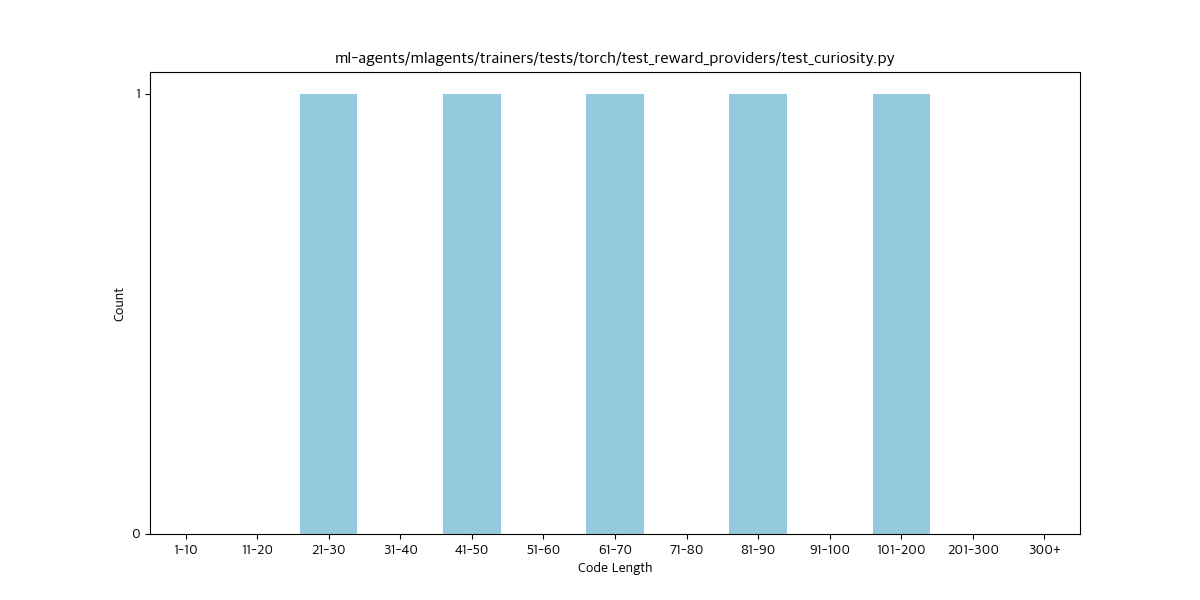 ml-agents/mlagents/trainers/tests/torch/test_reward_providers/test_curiosity.py
1
Count
0
1-10 11-20 21-30 31-40 41-50 51-60 61-70 71-80 81-90 91-100 101-200 201-300 300+
Code Length